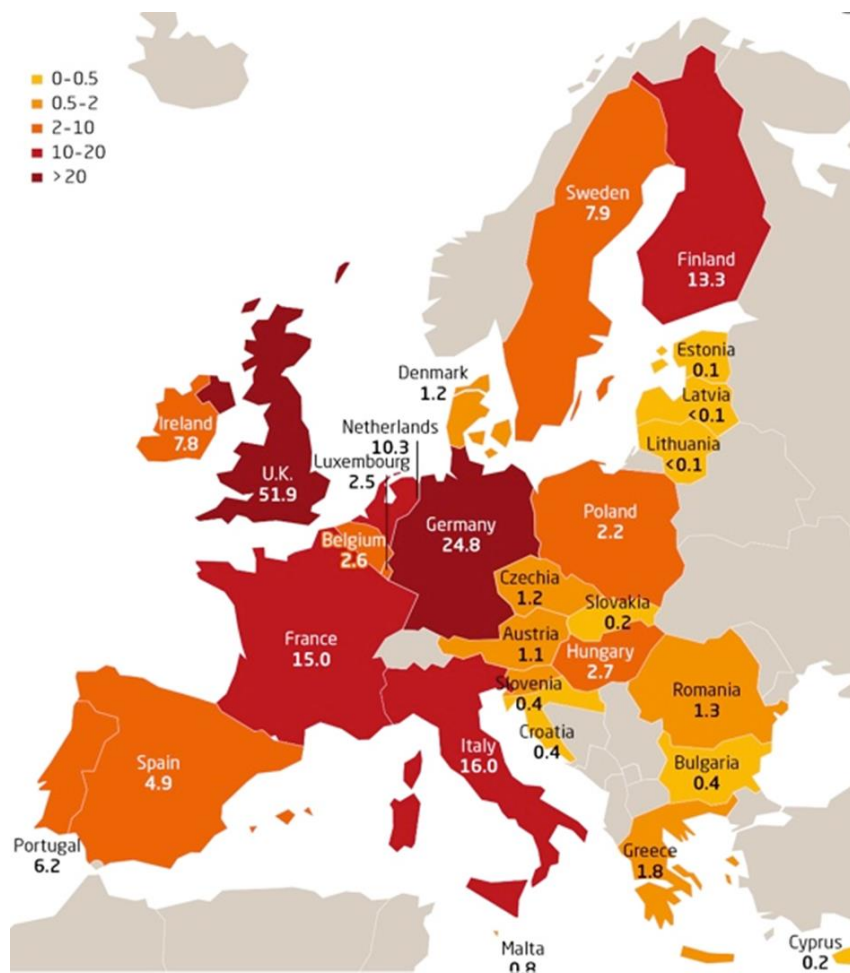 0-0.5
0.5-2
2-10
10-20
>20
Sweden
7.9
Finland
13.3
Estonia
0.1
Latvia
<0.1
Lithuania
<0.1
Denmark
1.2
Netherlands
10.3
Luxembourg
2.5
Ireland
7.8
U.K.
51.9
Belgium
2.6
Germany
24.8
Poland
2.2
Czechia
1.2
Slovakia
0.2
Austria
1.1
Hungary
2.7
France
15.0
Slovenia
0.4
Croatia
0.4
Romania
1.3
Bulgaria
0.4
Italy
16.0
Spain
4.9
Portugal
6.2
Greece
1.8
Malta
0.8
Cyprus
0.2